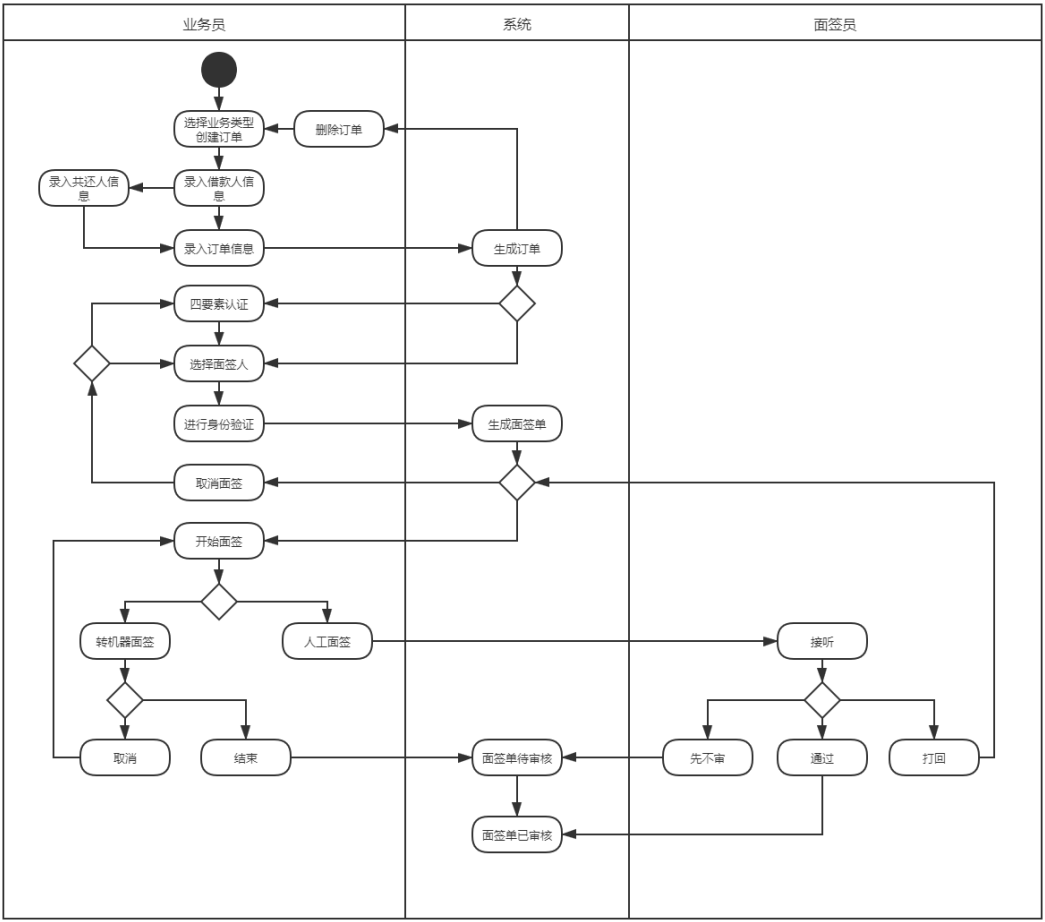 业务员
系统
面签员
选择业务类型
创建订单
删除订单
录入共还人信
息
录入借款人信
息
录入订单信息
生成订单
四要素认证
选择面签人
进行身份验证
生成面签单
取消面签
开始面签
转机器面签
人工面签
接听
取消
结束
面签单待审核
先不审
通过
打回
面签单已审核